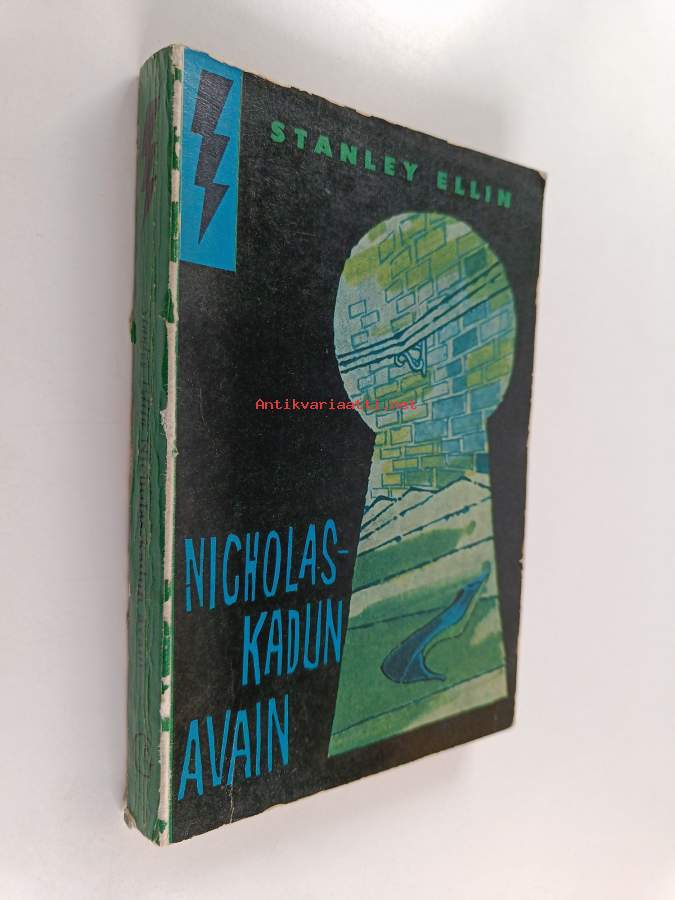 STANLEY ELLIN
Antikvariaatti.net
NICHOLAS-
KADUN
AVAIN